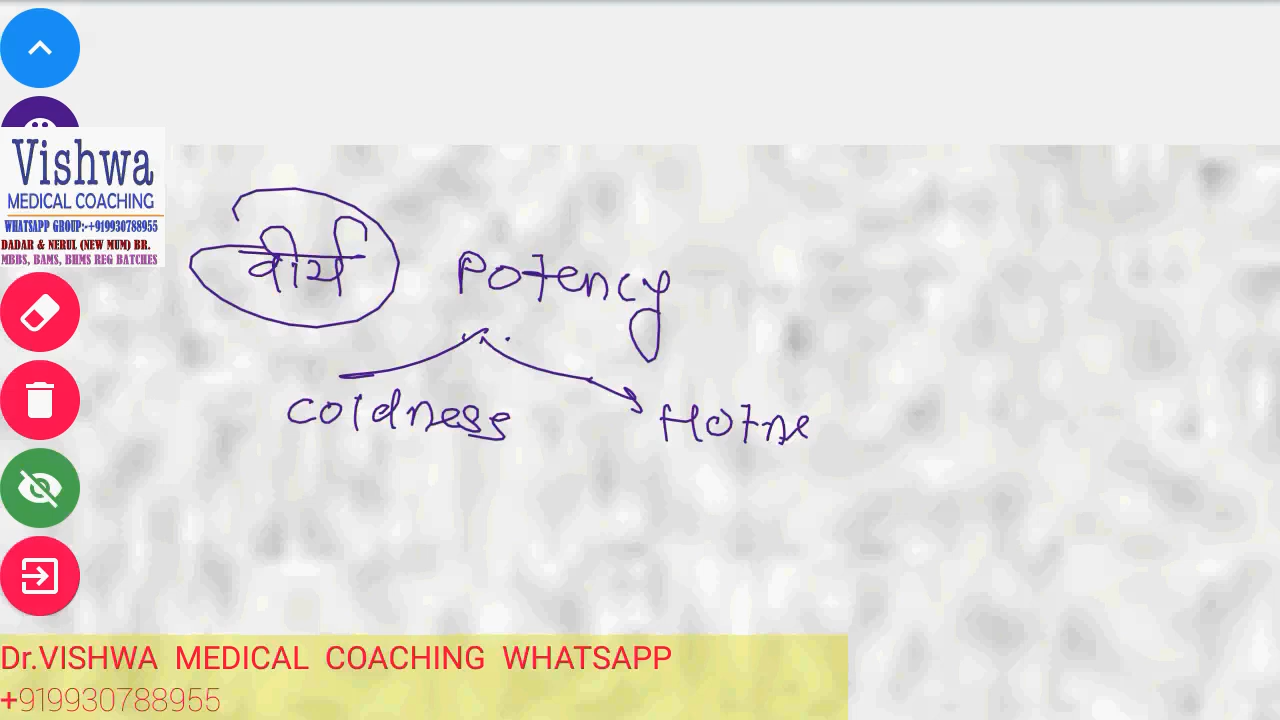 Vishwa
MEDICAL COACHING
WHATSAPP GROUP:-+919930788955
DADAR & NERUL (NEW MUM) BR.
MBBS, BAMS, BHMS REG BATCHES
वीर्य Potency
coldness Hotne
Dr.VISHWA MEDICAL COACHING WHATSAPP
+919930788955